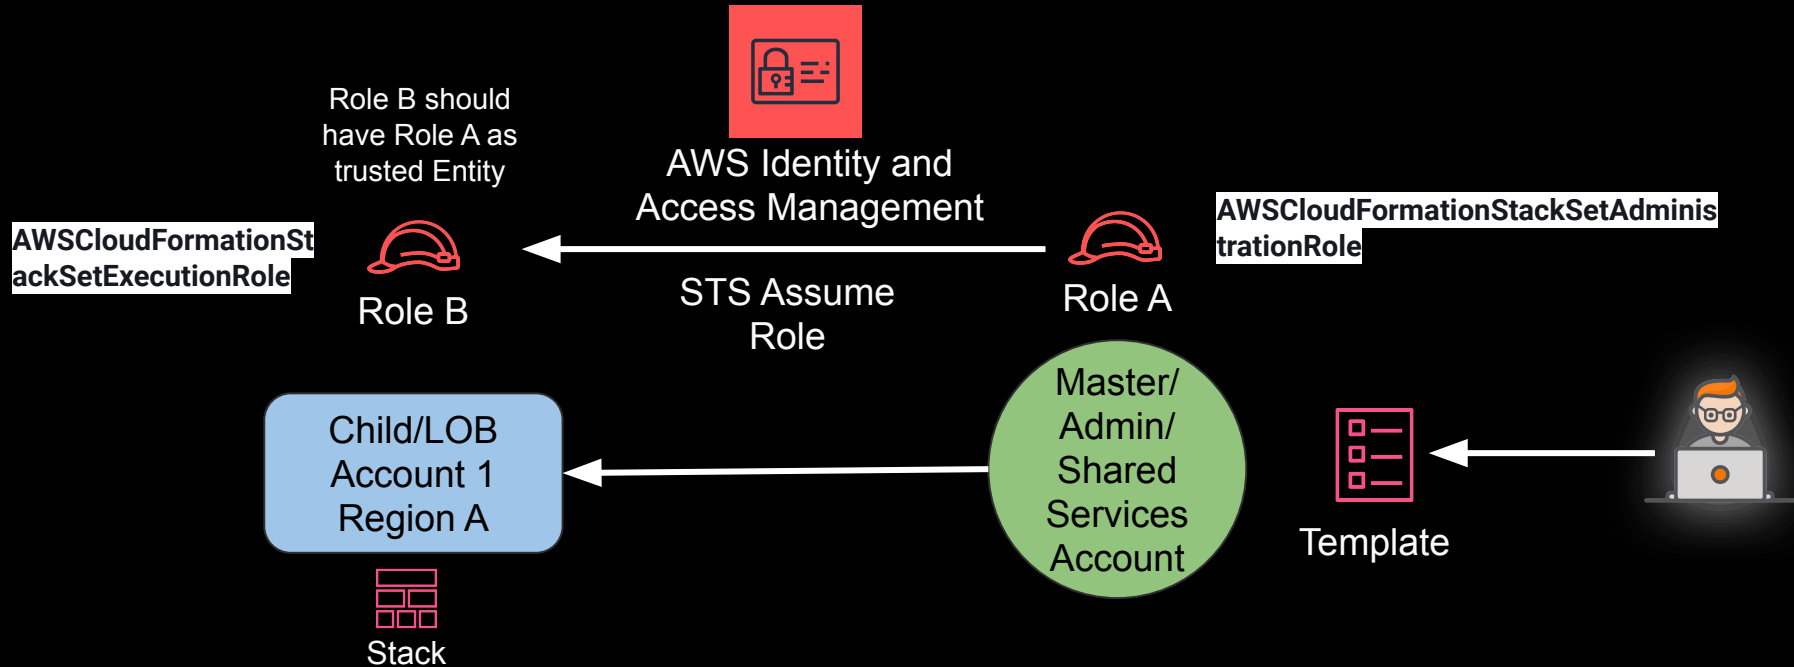 Role B should
have Role A as
trusted Entity
AWS Identity and
Access Management
AWSCloudFormationSt
ackSetExecutionRole
AWSCloudFormationStackSetAdminis
trationRole
Role B
STS Assume
Role
Role A
Child/LOB
Account 1
Region A
Master/
Admin/
Shared
Services
Account
Template
Stack